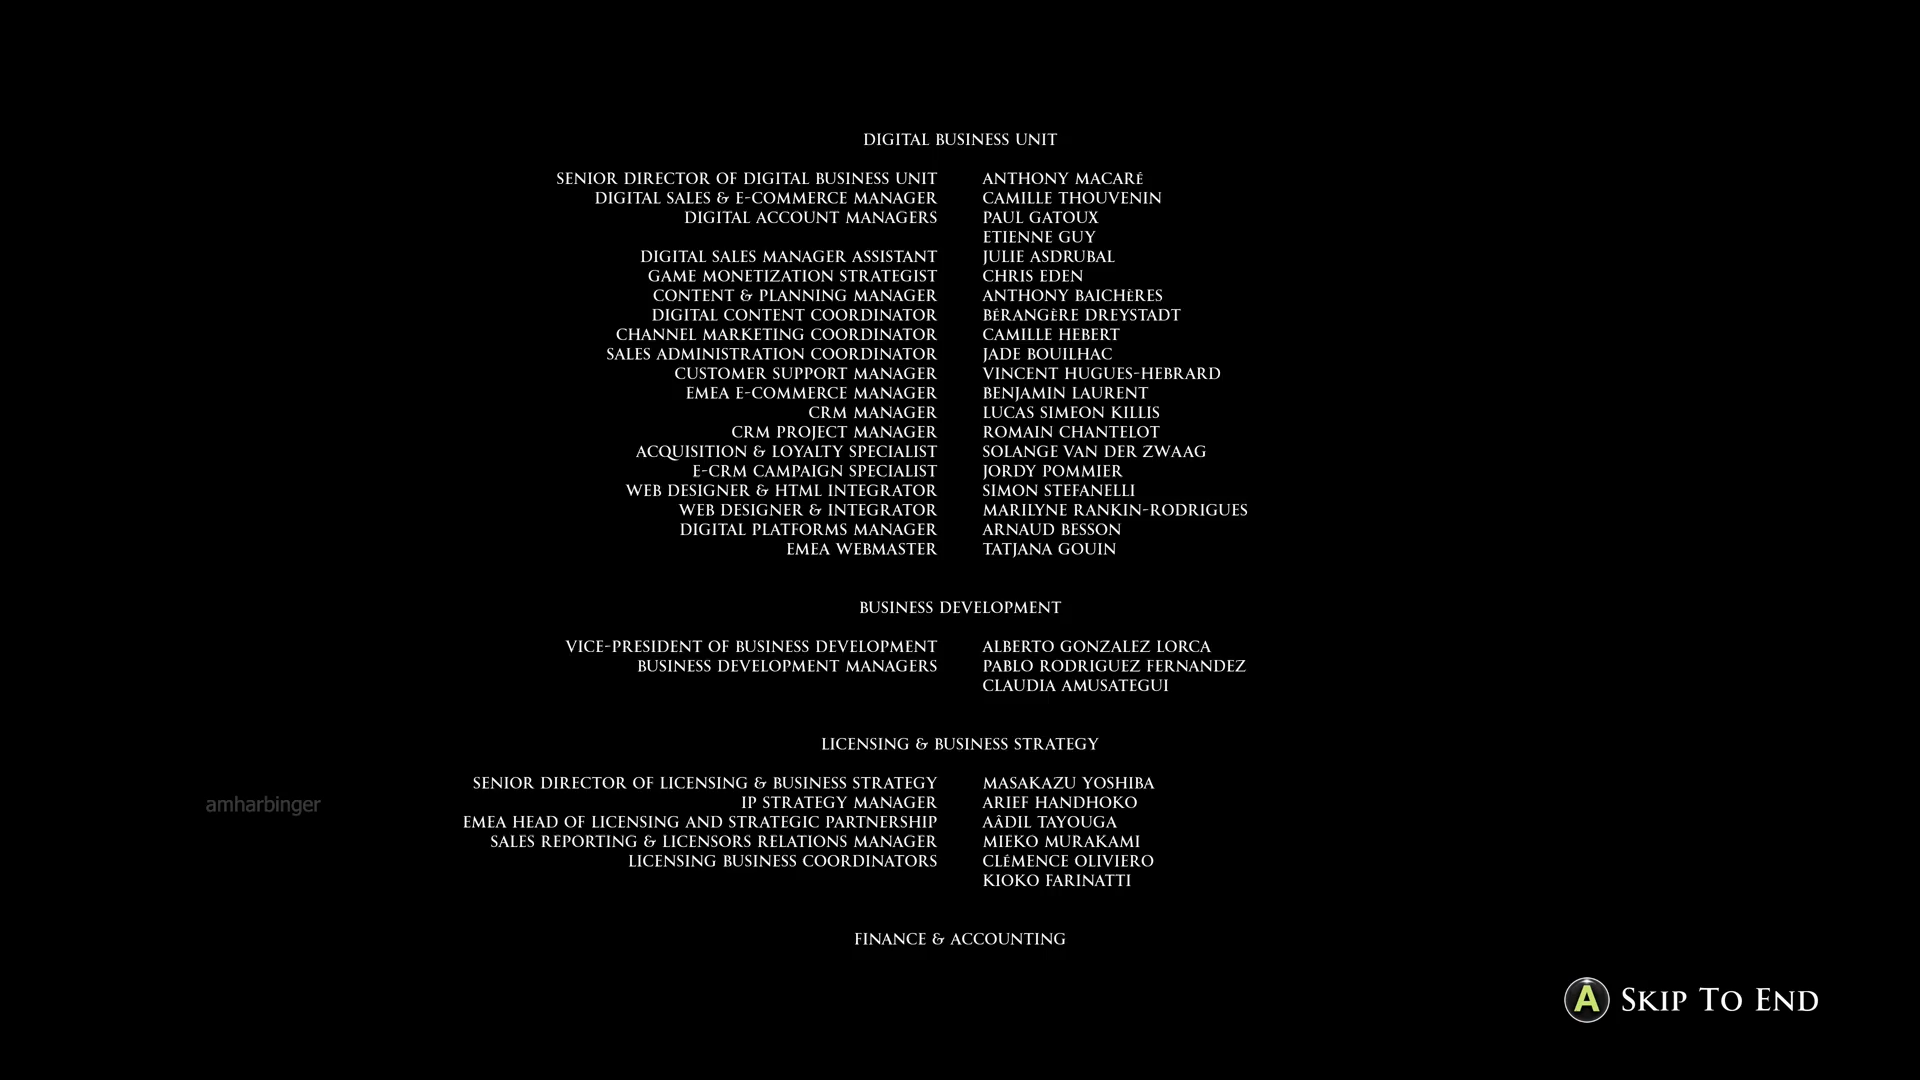 DIGITAL BUSINESS UNIT
SENIOR DIRECTOR OF DIGITAL BUSINESS UNIT ANTHONY MACARÉ
DIGITAL SALES & E-COMMERCE MANAGER CAMILLE THOUVENIN
DIGITAL ACCOUNT MANAGERS PAUL GATOUX
ETIENNE GUY
DIGITAL SALES MANAGER ASSISTANT JULIE ASDRUBAL
GAME MONETIZATION STRATEGIST CHRIS EDEN
CONTENT & PLANNING MANAGER ANTHONY BAICHÈRES
DIGITAL CONTENT COORDINATOR BÉRANGÈRE DREYSTADT
CHANNEL MARKETING COORDINATOR CAMILLE HEBERT
SALES ADMINISTRATION COORDINATOR JADE BOUILHAC
CUSTOMER SUPPORT MANAGER VINCENT HUGUES-HEBRARD
EMEA E-COMMERCE MANAGER BENJAMIN LAURENT
CRM MANAGER LUCAS SIMEON KILLIS
CRM PROJECT MANAGER ROMAIN CHANTELOT
ACQUISITION & LOYALTY SPECIALIST SOLANGE VAN DER ZWAAG
E-CRM CAMPAIGN SPECIALIST JORDY POMMIER
WEB DESIGNER & HTML INTEGRATOR SIMON STEFANELLI
WEB DESIGNER & INTEGRATOR MARILYNE RANKIN-RODRIGUES
DIGITAL PLATFORMS MANAGER ARNAUD BESSON
EMEA WEBMASTER TATJANA GOUIN
BUSINESS DEVELOPMENT
VICE-PRESIDENT OF BUSINESS DEVELOPMENT ALBERTO GONZALEZ LORCA
BUSINESS DEVELOPMENT MANAGERS PABLO RODRIGUEZ FERNANDEZ
CLAUDIA AMUSATEGUI
LICENSING & BUSINESS STRATEGY
SENIOR DIRECTOR OF LICENSING & BUSINESS STRATEGY MASAKAZU YOSHIBA
IP STRATEGY MANAGER ARIEF HANDHOKO
amharbinger
EMEA HEAD OF LICENSING AND STRATEGIC PARTNERSHIP AÂDIL TAYOUGA
SALES REPORTING & LICENSORS RELATIONS MANAGER MIEKO MURAKAMI
LICENSING BUSINESS COORDINATORS CLÉMENCE OLIVIERO
KIOKO FARINATTI
FINANCE & ACCOUNTING
A SKIP TO END